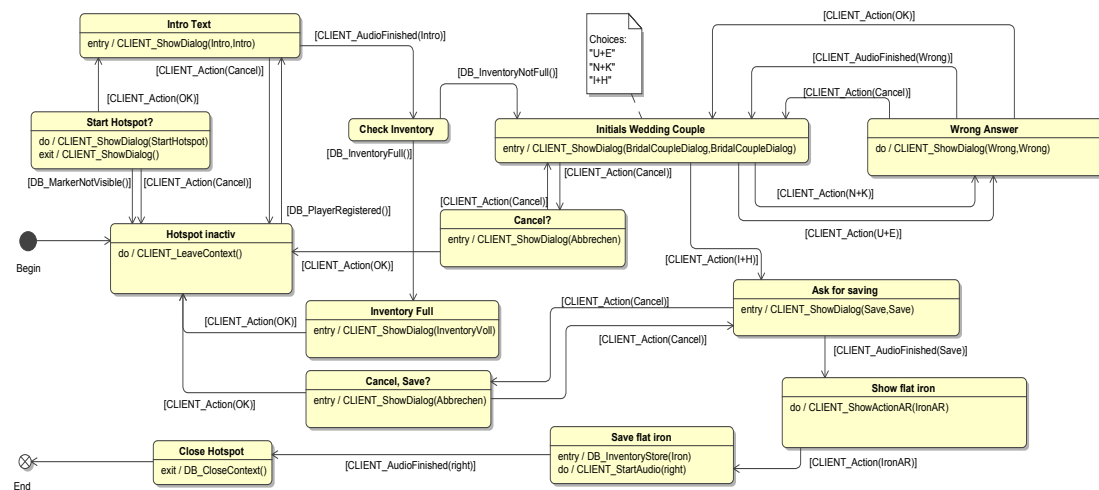 Intro Text
entry / CLIENT_ShowDialog(Intro,Intro)
[CLIENT_AudioFinished(Intro)]
[CLIENT_Action(Cancel)]
[CLIENT_Action(OK)]
Start Hotspot?
do / CLIENT_ShowDialog(StartHotspot)
exit / CLIENT_ShowDialog()
[DB_MarkerNotVisible()]
[CLIENT_Action(Cancel)]
[DB_PlayerRegistered()]
Hotspot inactiv
do / CLIENT_LeaveContext()
Begin
Check Inventory
[DB_InventoryNotFull()]
[DB_InventoryFull()]
Choices:
"U+E"
"N+K"
"I+H"
[CLIENT_Action(OK)]
[CLIENT_AudioFinished(Wrong)]
[CLIENT_Action(Cancel)]
Initials Wedding Couple
entry / CLIENT_ShowDialog(BridalCoupleDialog,BridalCoupleDialog)
Wrong Answer
do / CLIENT_ShowDialog(Wrong,Wrong)
[CLIENT_Action(Cancel)]
[CLIENT_Action(Cancel)]
[CLIENT_Action(N+K)]
[CLIENT_Action(U+E)]
[CLIENT_Action(I+H)]
Cancel?
entry / CLIENT_ShowDialog(Abbrechen)
[CLIENT_Action(OK)]
Inventory Full
entry / CLIENT_ShowDialog(InventoryVoll)
[CLIENT_Action(OK)]
Ask for saving
entry / CLIENT_ShowDialog(Save,Save)
[CLIENT_Action(Cancel)]
[CLIENT_Action(Cancel)]
[CLIENT_AudioFinished(Save)]
Cancel, Save?
entry / CLIENT_ShowDialog(Abbrechen)
[CLIENT_Action(OK)]
Show flat iron
do / CLIENT_ShowActionAR(IronAR)
[CLIENT_Action(IronAR)]
Save flat iron
entry / DB_InventoryStore(Iron)
do / CLIENT_StartAudio(right)
[CLIENT_AudioFinished(right)]
Close Hotspot
exit / DB_CloseContext()
End